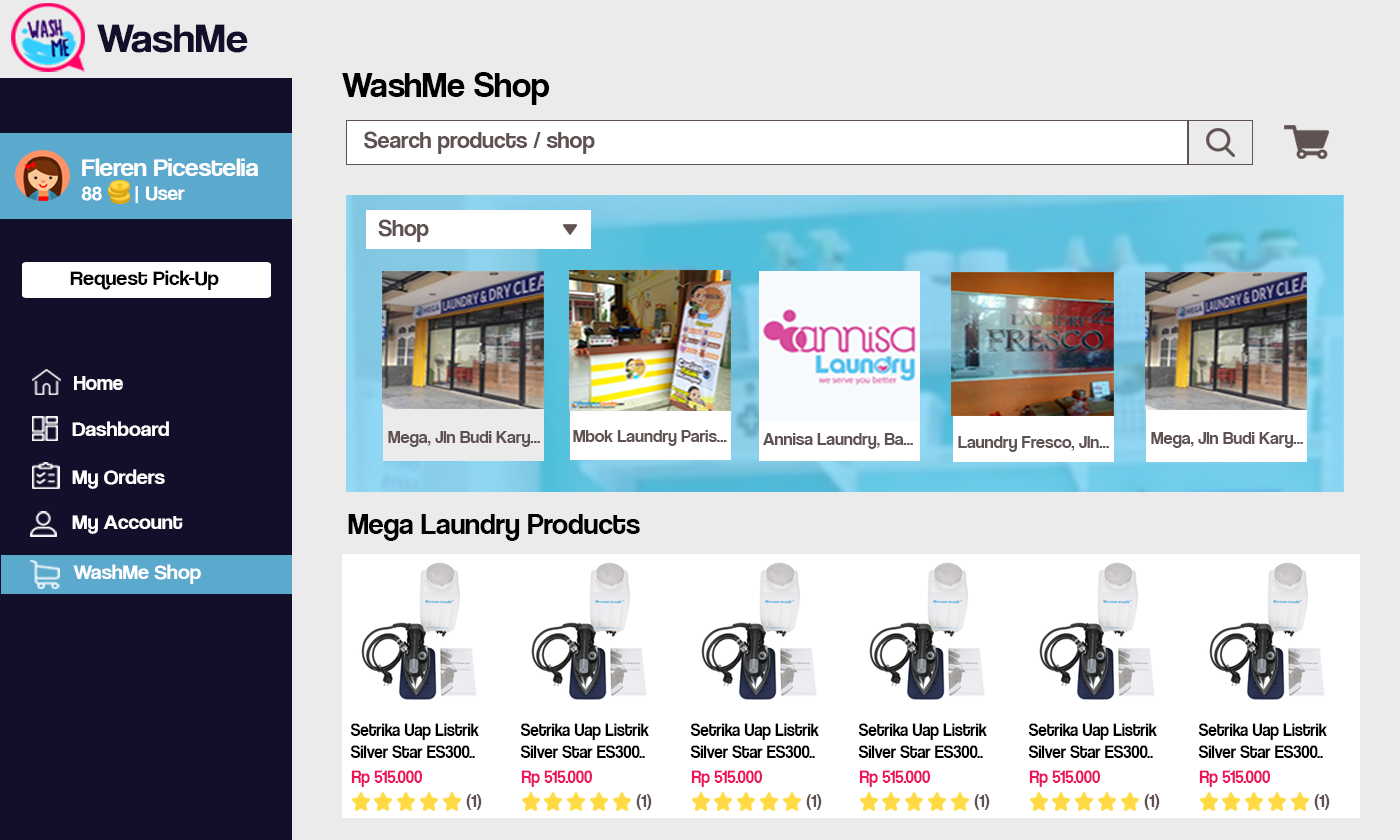 WASH
ME
WashMe
Fleren Picestelia
88 | User
Request Pick-Up
Home
Dashboard
My Orders
My Account
WashMe Shop
WashMe Shop
Search products / shop
Shop
MEGA LAUNDRY & DRY CLEA
annisa
Laundry
we serve you better
LAUNDRY
FRESCO
MEGA LAUNDRY & DRY CLEA
Mega, Jln Budi Kary...
Mbok Laundry Paris...
Annisa Laundry, Ba...
Laundry Fresco, Jln...
Mega, Jln Budi Kary...
Mega Laundry Products
Setrika Uap Listrik
Silver Star ES300..
Rp 515.000
(1)
Setrika Uap Listrik
Silver Star ES300..
Rp 515.000
(1)
Setrika Uap Listrik
Silver Star ES300..
Rp 515.000
(1)
Setrika Uap Listrik
Silver Star ES300..
Rp 515.000
(1)
Setrika Uap Listrik
Silver Star ES300..
Rp 515.000
(1)
Setrika Uap Listrik
Silver Star ES300..
Rp 515.000
(1)